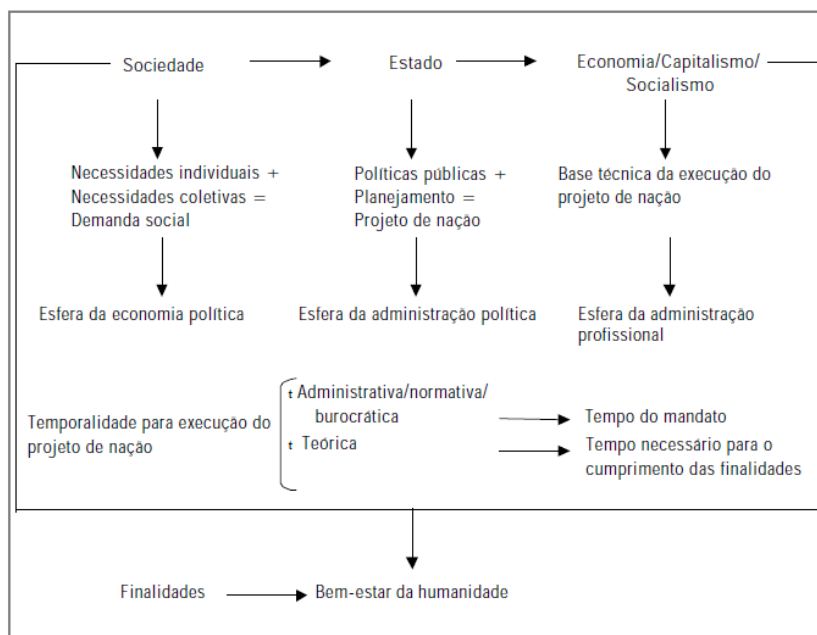 Sociedade
Estado
Economia/Capitalismo/
Socialismo
Necessidades individuais +
Necessidades coletivas =
Demanda social
Políticas públicas +
Planejamento =
Projeto de nação
Base técnica da execução do
projeto de nação
Esfera da economia política
Esfera da administração política
Esfera da administração
profissional
Temporalidade para execução do
projeto de nação
t Administrativa/normativa/
burocrática
t Teórica
Tempo do mandato
Tempo necessário para o
cumprimento das finalidades
Finalidades
Bem-estar da humanidade